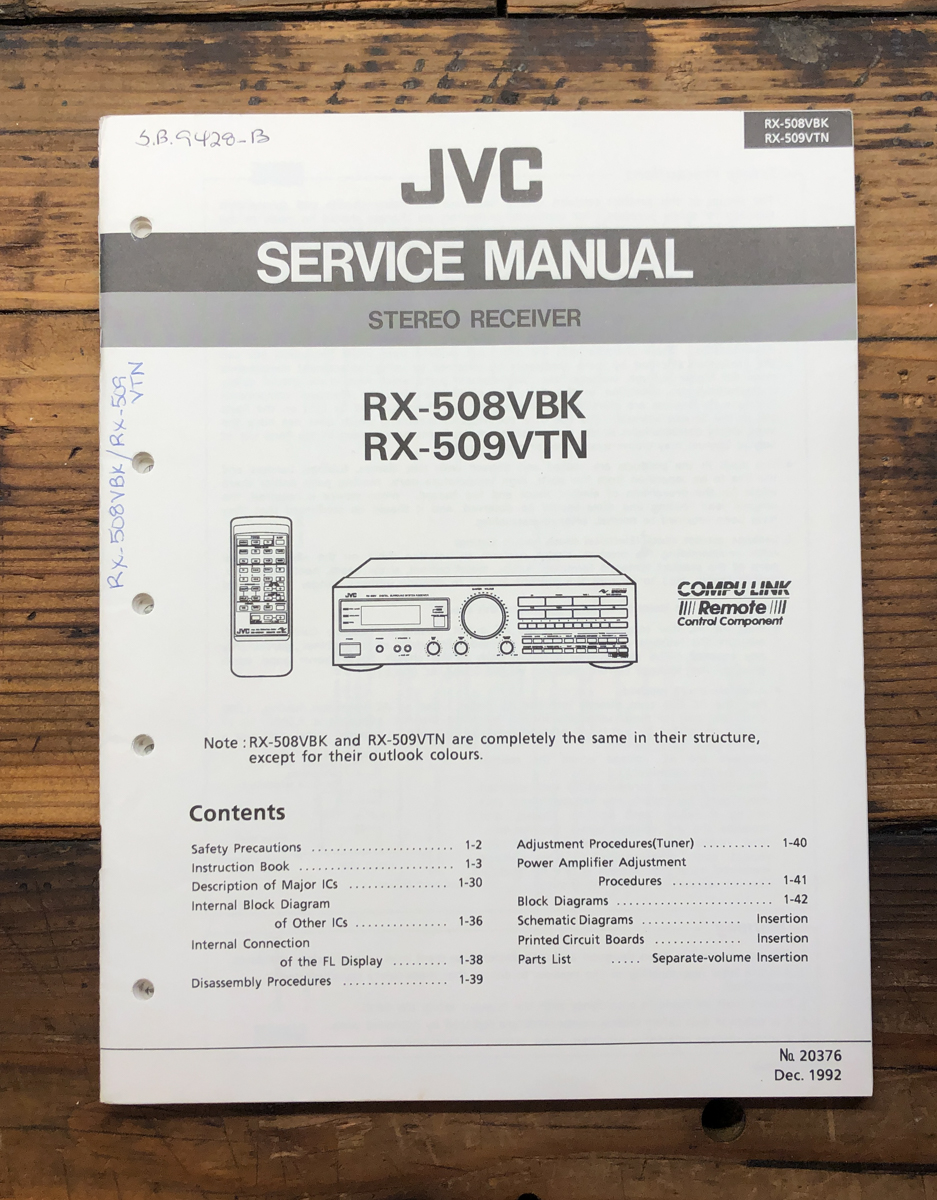 S.B.9428-B
RX-508VBK
RX-509VTN
JVC
SERVICE MANUAL
STEREO RECEIVER
RX-508VBK
RX-509VTN
RX-508VBK/RX-509
VTN
JVC
JVC
COMPU LINK
Remote
Control Component
Note : RX-508VBK and RX-509VTN are completely the same in their structure,
except for their outlook colours.
Contents
Safety Precautions ........................ 1-2
Instruction Book .......................... 1-3
Description of Major ICs ................. 1-30
Internal Block Diagram
of Other ICs ................ 1-36
Internal Connection
of the FL Display ......... 1-38
Disassembly Procedures .................. 1-39
Adjustment Procedures(Tuner) ........... 1-40
Power Amplifier Adjustment
Procedures ................. 1-41
Block Diagrams .......................... 1-42
Schematic Diagrams ................. Insertion
Printed Circuit Boards .............. Insertion
Parts List ..... Separate-volume Insertion
No. 20376
Dec. 1992